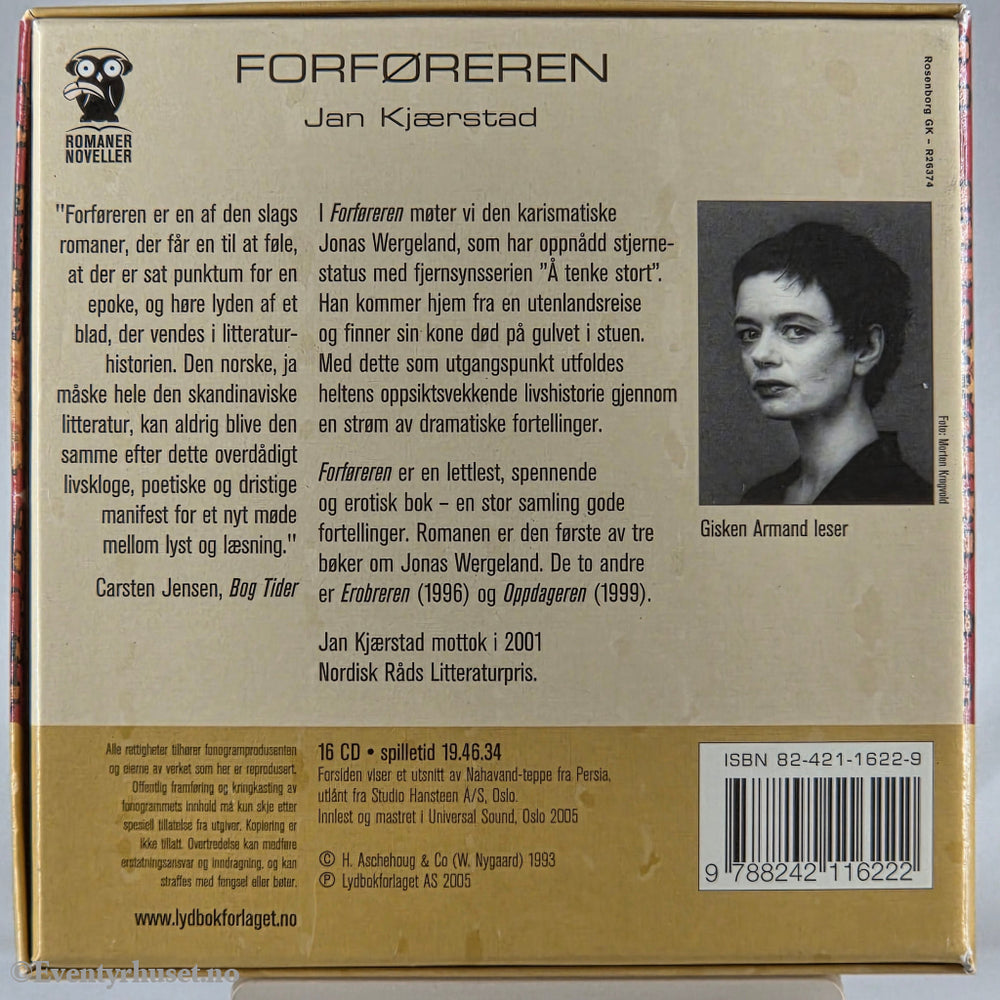 FORFØREREN
Jan Kjærstad
ROMANER
NOVELLER
Rosenborg GK – R26374
"Forføreren er en af den slags
romaner, der får en til at føle,
at der er sat punktum for en
epoke, og høre lyden af et
blad, der vendes i litteratur-
historien. Den norske, ja
måske hele den skandinaviske
litteratur, kan aldrig blive den
samme efter dette overdådigt
livskloge, poetiske og dristige
manifest for et nyt møde
mellom lyst og læsning."
Carsten Jensen, Bog Tider
I Forføreren møter vi den karismatiske
Jonas Wergeland, som har oppnådd stjerne-
status med fjernsynsserien ”Å tenke stort”.
Han kommer hjem fra en utenlandsreise
og finner sin kone død på gulvet i stuen.
Med dette som utgangspunkt utfoldes
heltens oppsiktsvekkende livshistorie gjennom
en strøm av dramatiske fortellinger.
Forføreren er en lettlest, spennende
og erotisk bok – en stor samling gode
fortellinger. Romanen er den første av tre
bøker om Jonas Wergeland. De to andre
er Erobreren (1996) og Oppdageren (1999).
Jan Kjærstad mottok i 2001
Nordisk Råds Litteraturpris.
Foto: Morten Krogvold
Gisken Armand leser
Alle rettigheter tilhører fonogramprodusenten
og eierne av verket som her er reprodusert.
Offentlig framføring og kringkasting av
fonogrammets innhold må kun skje etter
spesiell tillatelse fra utgiver. Kopiering er
ikke tillatt. Overtredelse kan medføre
erstatningsansvar og inndragning, og kan
straffes med fengsel eller bøter.
www.lydbokforlaget.no
16 CD • spilletid 19.46.34
Forsiden viser et utsnitt av Nahavand-teppe fra Persia,
utlånt fra Studio Hansteen A/S, Oslo.
Innlest og mastret i Universal Sound, Oslo 2005
© H. Aschehoug & Co (W. Nygaard) 1993
℗ Lydbokforlaget AS 2005
ISBN 82-421-1622-9
9 788242 116222
©Eventyrhuset.no